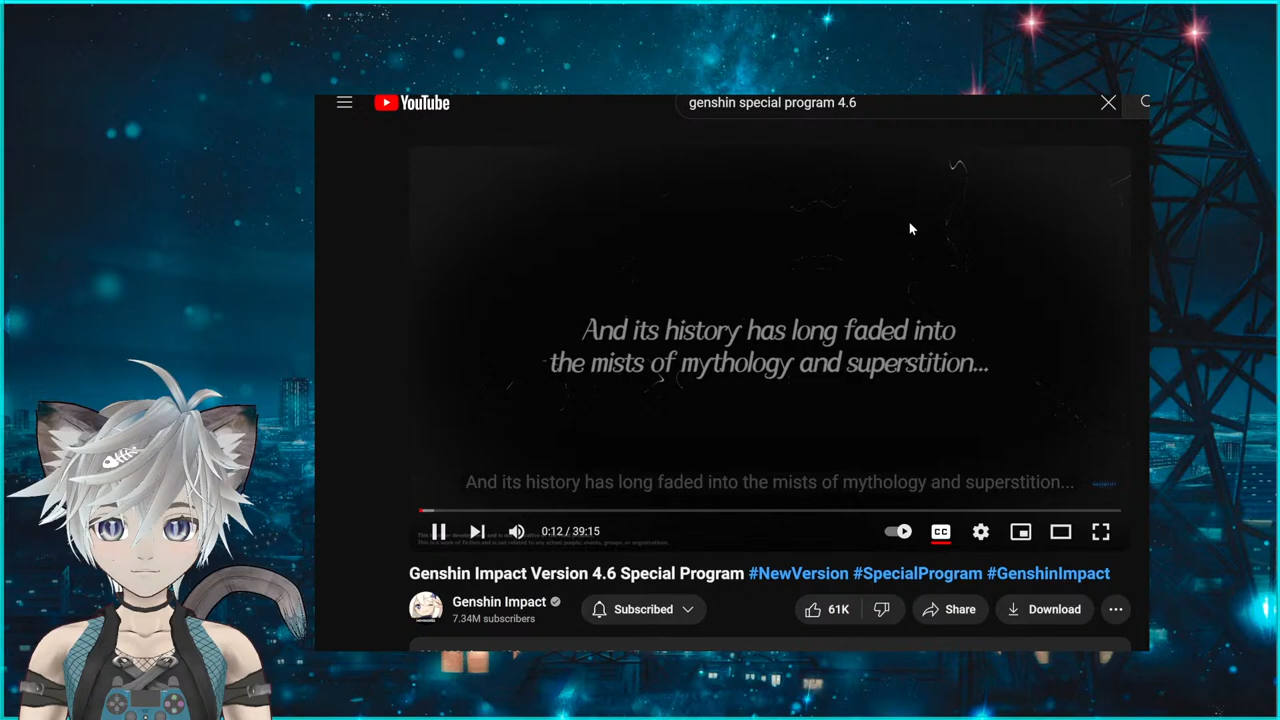 YouTube
genshin special program 4.6
And its history has long faded into
the mists of mythology and superstition...
And its history has long faded into the mists of mythology and superstition...
0:12 / 39:15
CC
Genshin Impact Version 4.6 Special Program #NewVersion #SpecialProgram #GenshinImpact
Genshin Impact
Subscribed
61K
Share
Download
7.34M subscribers